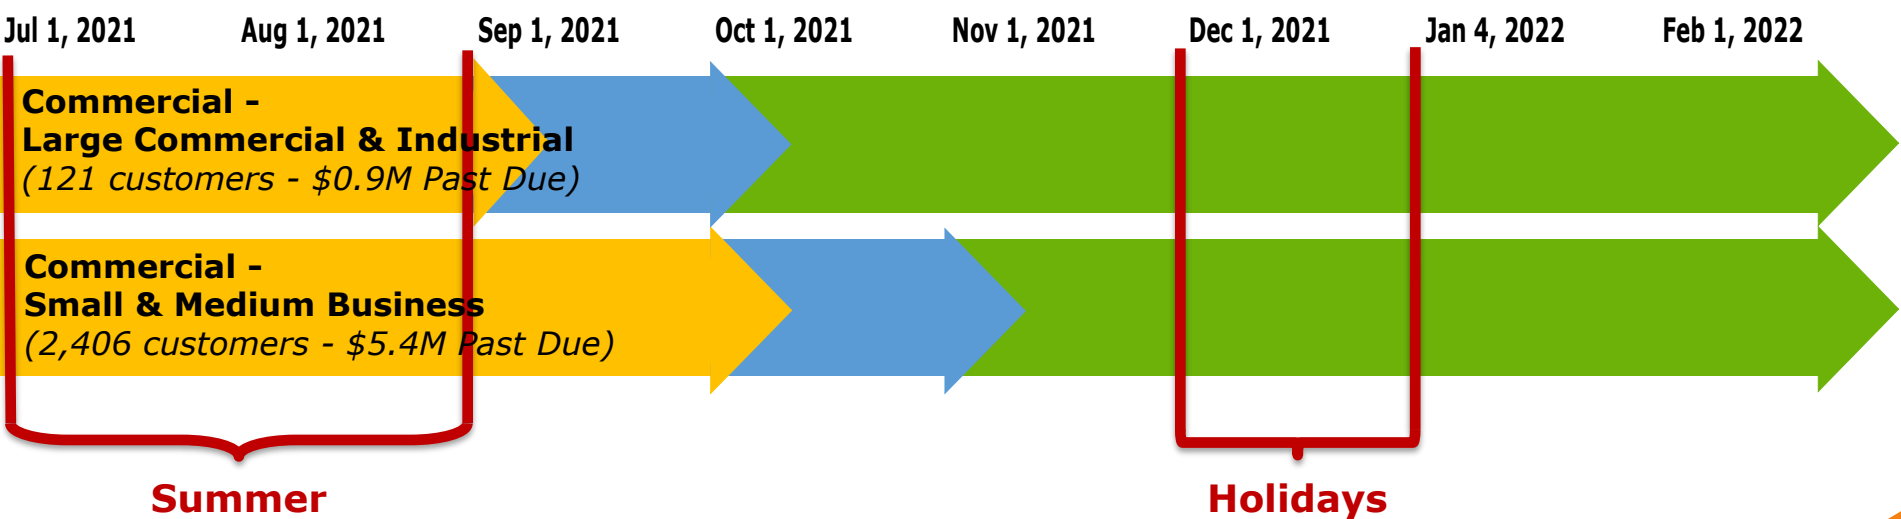 Jul 1, 2021 Aug 1, 2021 Sep 1, 2021 Oct 1, 2021 Nov 1, 2021 Dec 1, 2021 Jan 4, 2022 Feb 1, 2022
Commercial -
Large Commercial & Industrial
(121 customers - $0.9M Past Due)
Commercial -
Small & Medium Business
(2,406 customers - $5.4M Past Due)
Summer Holidays